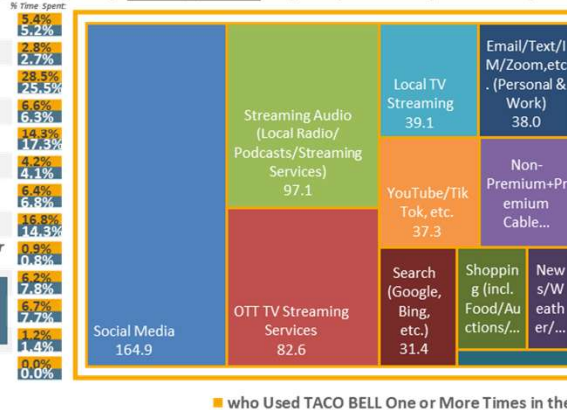 % Time Spent:
5.4%
5.2%
2.8%
2.7%
28.5%
25.5%
6.6%
6.3%
14.3%
17.3%
4.2%
4.1%
6.4%
6.8%
16.8%
14.3%
0.9%
0.8%
6.2%
7.8%
6.7%
7.7%
1.2%
1.4%
0.0%
0.0%
Social Media
164.9
Streaming Audio
(Local Radio/
Podcasts/Streaming
Services)
97.1
OTT TV Streaming
Services
82.6
Local TV
Streaming
39.1
Email/Text/I
M/Zoom,etc
. (Personal &
Work)
38.0
YouTube/Tik
Tok, etc.
37.3
Non-
Premium+Pr
emium
Cable...
Search
(Google,
Bing,
etc.)
31.4
Shoppin
g (incl.
Food/Au
ctions/...
New
s/W
eath
er/...
who Used TACO BELL One or More Times in the